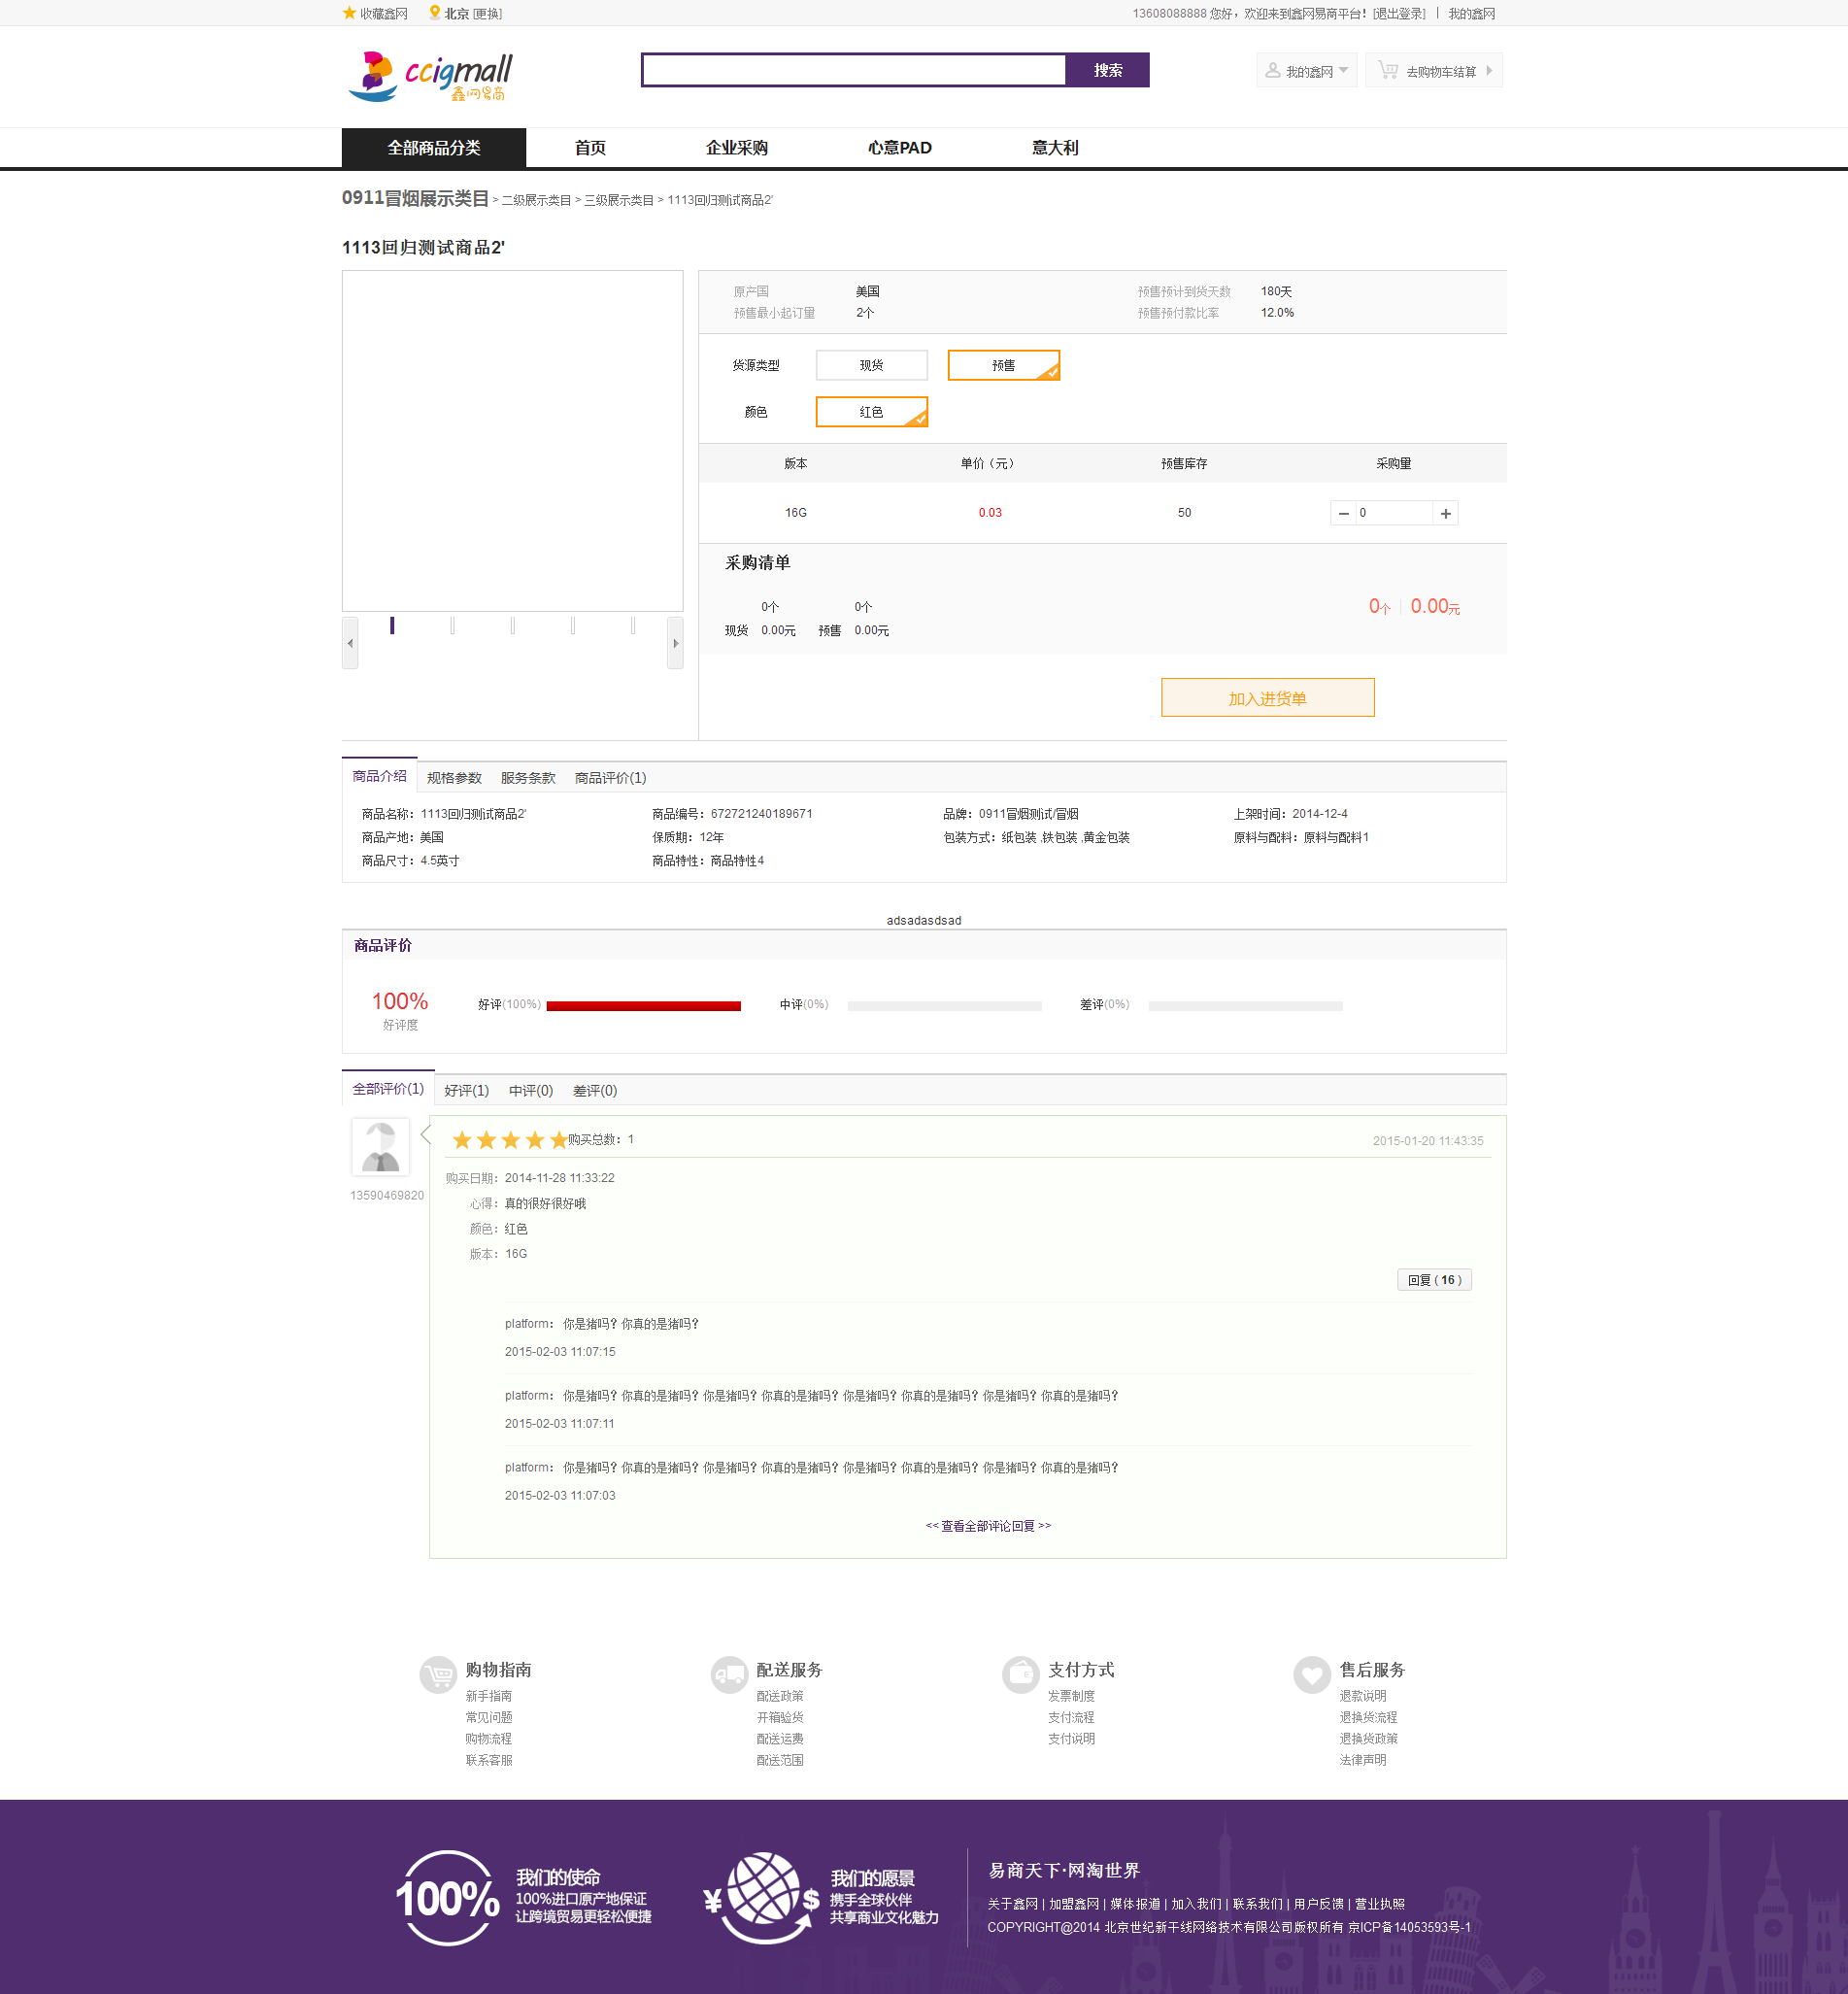 收藏鑫网 北京 [更换] 13608088888 您好，欢迎来到鑫网易商平台！[退出登录] | 我的鑫网
ccigmall
鑫网易商
搜索
我的鑫网 去购物车结算
全部商品分类 首页 企业采购 心意PAD 意大利
0911冒烟展示类目 > 二级展示类目 > 三级展示类目 > 1113回归测试商品2'
1113回归测试商品2'
原产国 美国 预售预计到货天数 180天
预售最小起订量 2个 预售预付款比率 12.0%
货源类型 现货 预售
颜色 红色
版本 单价（元） 预售库存 采购量
16G 0.03 50 − 0 +
采购清单
0个 0个
现货 0.00元 预售 0.00元
0个 | 0.00元
加入进货单
商品介绍 规格参数 服务条款 商品评价(1)
商品名称：1113回归测试商品2' 商品编号：672721240189671 品牌：0911冒烟测试/冒烟 上架时间：2014-12-4
商品产地：美国 保质期：12年 包装方式：纸包装 ,铁包装 ,黄金包装 原料与配料：原料与配料1
商品尺寸：4.5英寸 商品特性：商品特性4
adsadasdsad
商品评价
100%
好评度
好评(100%) 中评(0%) 差评(0%)
全部评价(1) 好评(1) 中评(0) 差评(0)
购买总数：1 2015-01-20 11:43:35
13590469820
购买日期：2014-11-28 11:33:22
心得：真的很好很好哦
颜色：红色
版本：16G
回复 ( 16 )
platform： 你是猪吗？你真的是猪吗？
2015-02-03 11:07:15
platform： 你是猪吗？你真的是猪吗？你是猪吗？你真的是猪吗？你是猪吗？你真的是猪吗？你是猪吗？你真的是猪吗？
2015-02-03 11:07:11
platform： 你是猪吗？你真的是猪吗？你是猪吗？你真的是猪吗？你是猪吗？你真的是猪吗？你是猪吗？你真的是猪吗？
2015-02-03 11:07:03
<< 查看全部评论回复 >>
购物指南
新手指南
常见问题
购物流程
联系客服
配送服务
配送政策
开箱验货
配送运费
配送范围
支付方式
发票制度
支付流程
支付说明
售后服务
退款说明
退换货流程
退换货政策
法律声明
100%
我们的使命
100%进口原产地保证
让跨境贸易更轻松便捷
¥ $
我们的愿景
携手全球伙伴
共享商业文化魅力
易商天下·网淘世界
关于鑫网 | 加盟鑫网 | 媒体报道 | 加入我们 | 联系我们 | 用户反馈 | 营业执照
COPYRIGHT@2014 北京世纪新干线网络技术有限公司版权所有 京ICP备14053593号-1